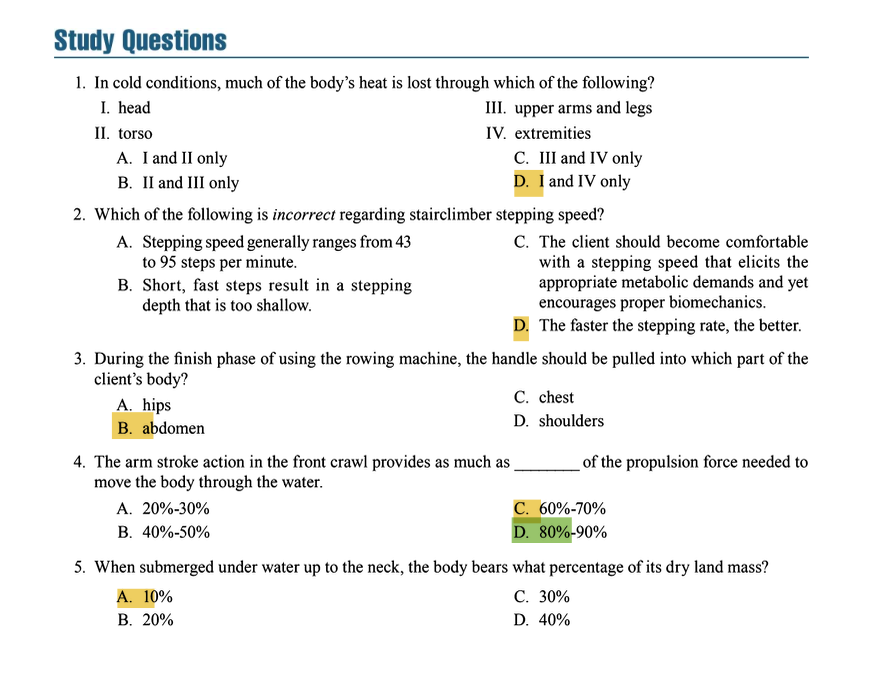 Study Questions
1. In cold conditions, much of the body's heat is lost through which of the following?
I. head
II. torso
III. upper arms and legs
IV. extremities
A. I and II only
B. II and III only
C. III and IV only
D. I and IV only
2. Which of the following is incorrect regarding stairclimber stepping speed?
A. Stepping speed generally ranges from 43
to 95 steps per minute.
B. Short, fast steps result in a stepping
depth that is too shallow.
C. The client should become comfortable
with a stepping speed that elicits the
appropriate metabolic demands and yet
encourages proper biomechanics.
D. The faster the stepping rate, the better.
3. During the finish phase of using the rowing machine, the handle should be pulled into which part of the
client's body?
A. hips
B. abdomen
C. chest
D. shoulders
4. The arm stroke action in the front crawl provides as much as ________ of the propulsion force needed to
move the body through the water.
A. 20%-30%
B. 40%-50%
C. 60%-70%
D. 80%-90%
5. When submerged under water up to the neck, the body bears what percentage of its dry land mass?
A. 10%
B. 20%
C. 30%
D. 40%